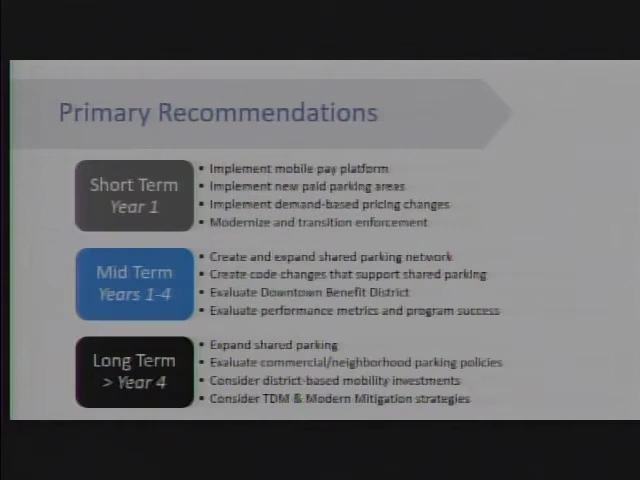 Primary Recommendations
Short Term
Year 1
• Implement mobile pay platform
• Implement new paid parking areas
• Implement demand-based pricing changes
• Modernize and transition enforcement
Mid Term
Years 1-4
• Create and expand shared parking network
• Create code changes that support shared parking
• Evaluate Downtown Benefit District
• Evaluate performance metrics and program success
Long Term
> Year 4
• Expand shared parking
• Evaluate commercial/neighborhood parking policies
• Consider district-based mobility investments
• Consider TDM & Modern Mitigation strategies